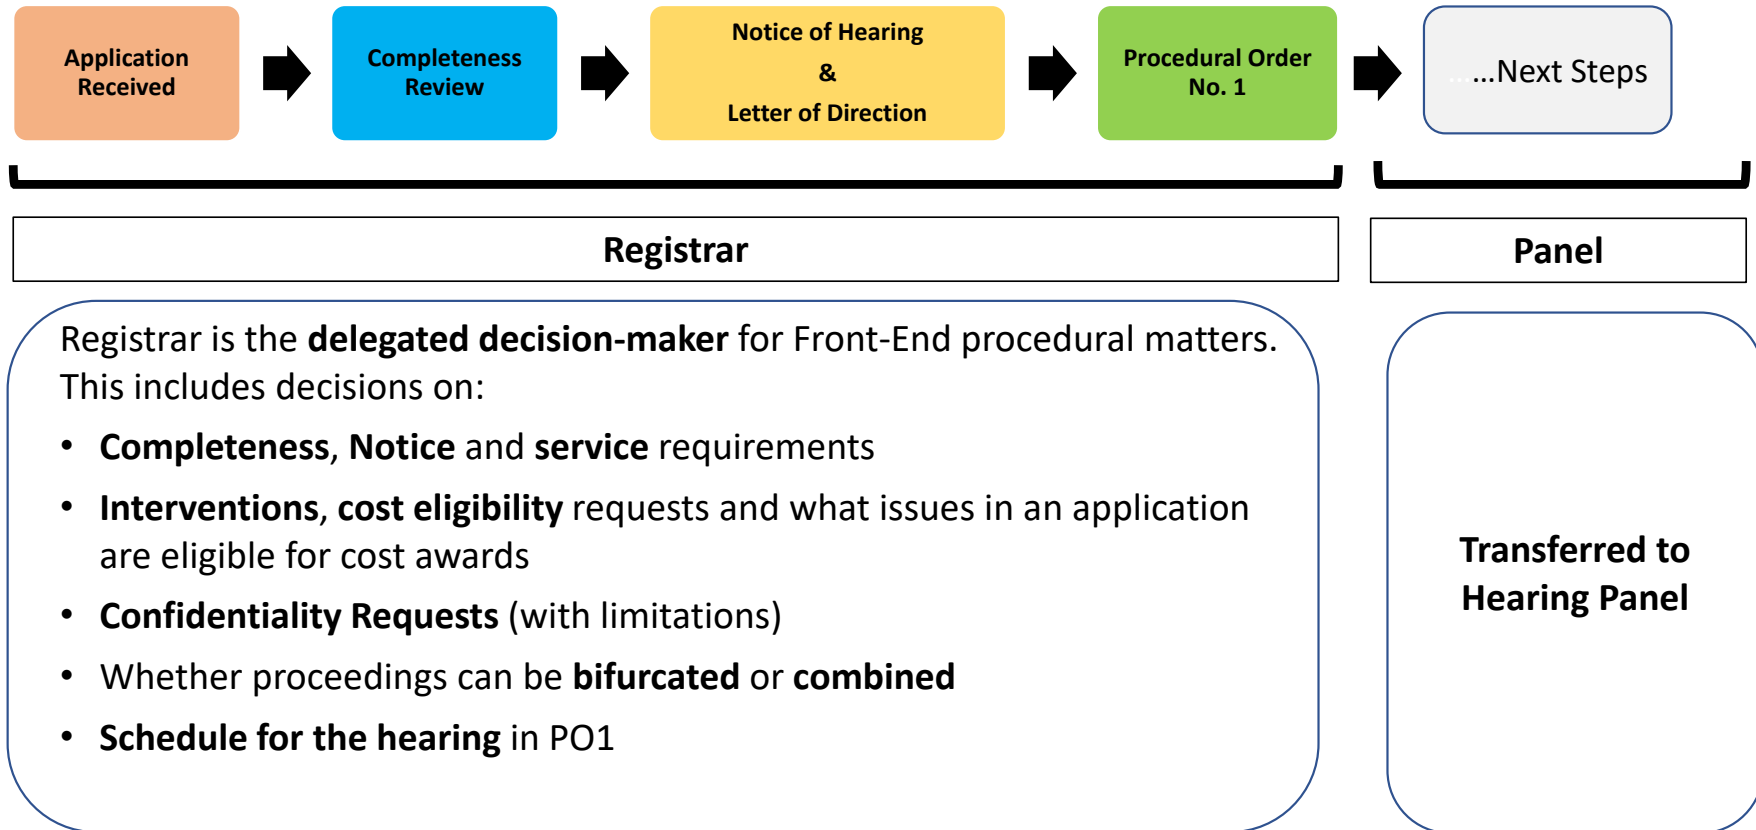 Application
Received
Completeness
Review
Notice of Hearing
&
Letter of Direction
Procedural Order
No. 1
……Next Steps
Registrar
Panel
Registrar is the delegated decision-maker for Front-End procedural matters.
This includes decisions on:
• Completeness, Notice and service requirements
• Interventions, cost eligibility requests and what issues in an application
are eligible for cost awards
• Confidentiality Requests (with limitations)
• Whether proceedings can be bifurcated or combined
• Schedule for the hearing in PO1
Transferred to
Hearing Panel